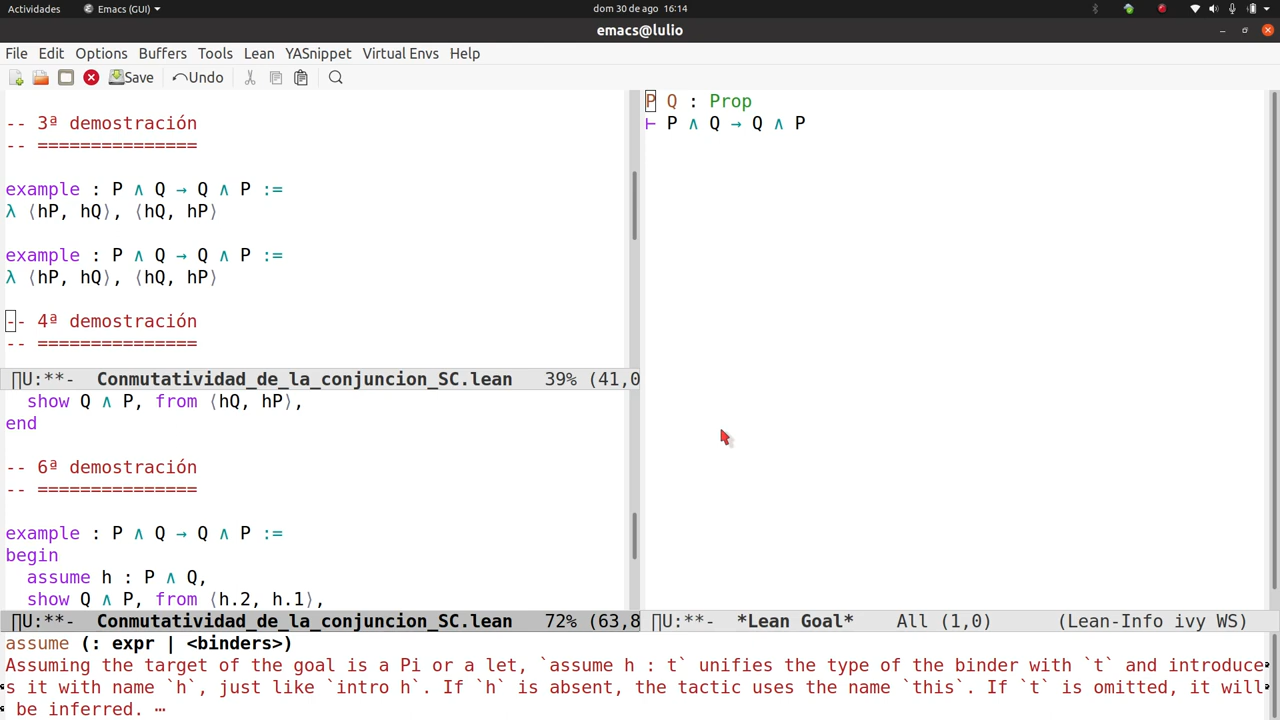 Actividades Emacs (GUI) dom 30 de ago 16:14
emacs@lulio
File Edit Options Buffers Tools Lean YASnippet Virtual Envs Help
Save Undo
-- 3ª demostración
-- ===============
example : P ∧ Q → Q ∧ P :=
λ ⟨hP, hQ⟩, ⟨hQ, hP⟩
example : P ∧ Q → Q ∧ P :=
λ ⟨hP, hQ⟩, ⟨hQ, hP⟩
-- 4ª demostración
-- ===============
∏U:**- Conmutatividad_de_la_conjuncion_SC.lean 39% (41,0
show Q ∧ P, from ⟨hQ, hP⟩,
end
-- 6ª demostración
-- ===============
example : P ∧ Q → Q ∧ P :=
begin
assume h : P ∧ Q,
show Q ∧ P, from ⟨h.2, h.1⟩,
∏U:**- Conmutatividad_de_la_conjuncion_SC.lean 72% (63,8
P Q : Prop
⊢ P ∧ Q → Q ∧ P
∏U:**- *Lean Goal* All (1,0) (Lean-Info ivy WS)
assume (: expr | <binders>)
Assuming the target of the goal is a Pi or a let, `assume h : t` unifies the type of the binder with `t` and introduce
s it with name `h`, just like `intro h`. If `h` is absent, the tactic uses the name `this`. If `t` is omitted, it will
be inferred. ⋯